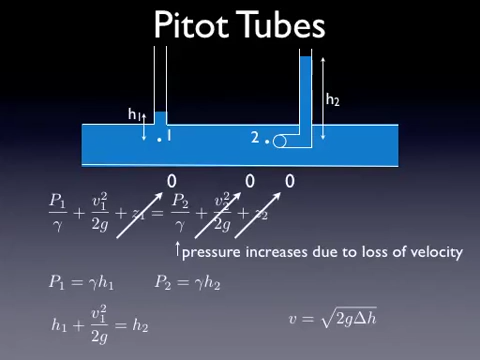 Pitot Tubes
h₁
h₂
1
2
0 0 0
P₁/γ + v₁²/2g + z₁ = P₂/γ + v₂²/2g + z₂
↑pressure increases due to loss of velocity
P₁ = γh₁ P₂ = γh₂
h₁ + v₁²/2g = h₂
v = √2gΔh